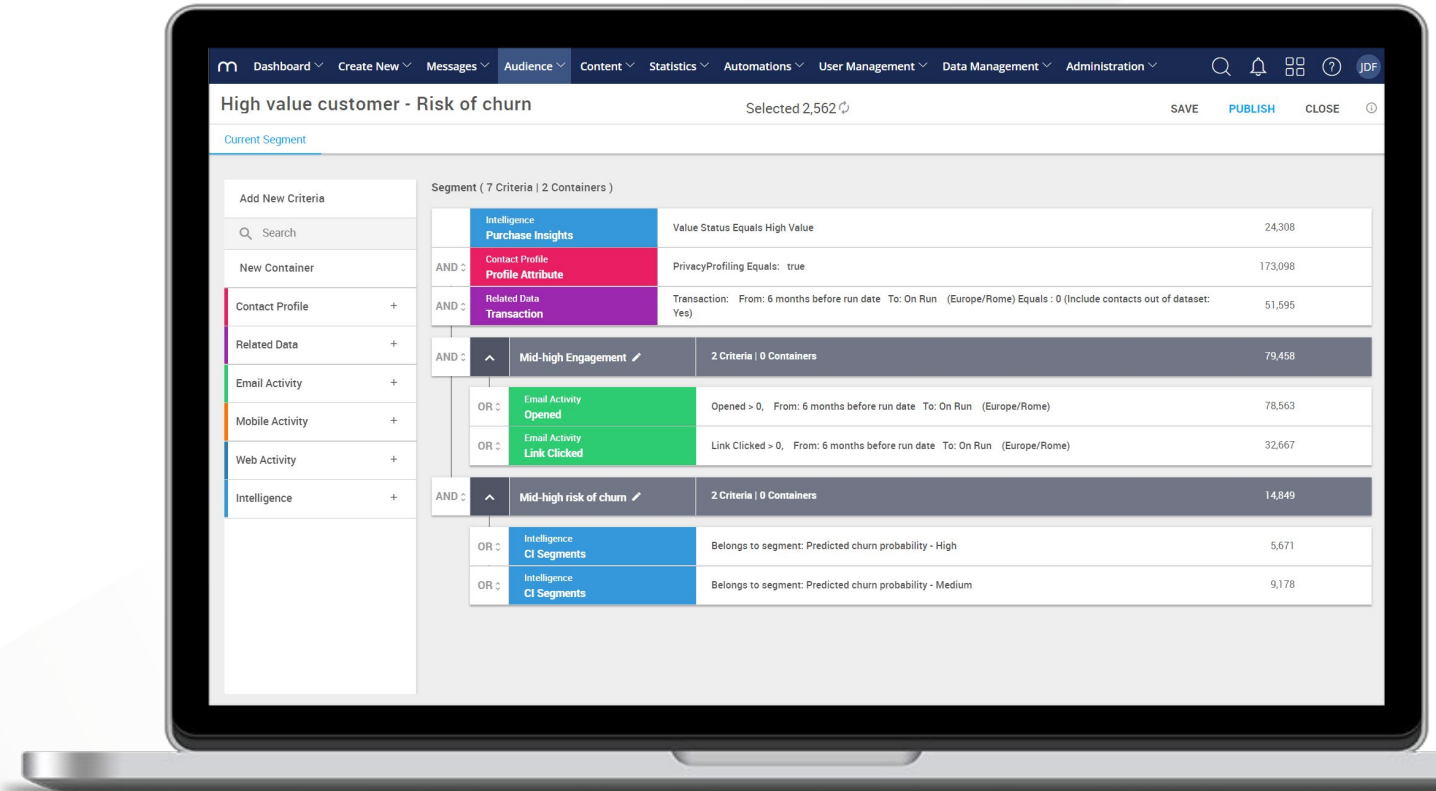 m Dashboard Create New Messages Audience Content Statistics Automations User Management Data Management Administration ? JDF
High value customer - Risk of churn Selected 2,562 SAVE PUBLISH CLOSE
Current Segment
Add New Criteria
Search
New Container
Contact Profile +
Related Data +
Email Activity +
Mobile Activity +
Web Activity +
Intelligence +
Segment ( 7 Criteria | 2 Containers )
Intelligence
Purchase Insights Value Status Equals High Value 24,308
Contact Profile
AND Profile Attribute PrivacyProfiling Equals: true 173,098
Related Data
AND Transaction Transaction: From: 6 months before run date To: On Run (Europe/Rome) Equals : 0 (Include contacts out of dataset:
Yes) 51,595
AND Mid-high Engagement 2 Criteria | 0 Containers 79,458
Email Activity
OR Opened Opened > 0, From: 6 months before run date To: On Run (Europe/Rome) 78,563
Email Activity
OR Link Clicked Link Clicked > 0, From: 6 months before run date To: On Run (Europe/Rome) 32,667
AND Mid-high risk of churn 2 Criteria | 0 Containers 14,849
Intelligence
OR CI Segments Belongs to segment: Predicted churn probability - High 5,671
Intelligence
OR CI Segments Belongs to segment: Predicted churn probability - Medium 9,178